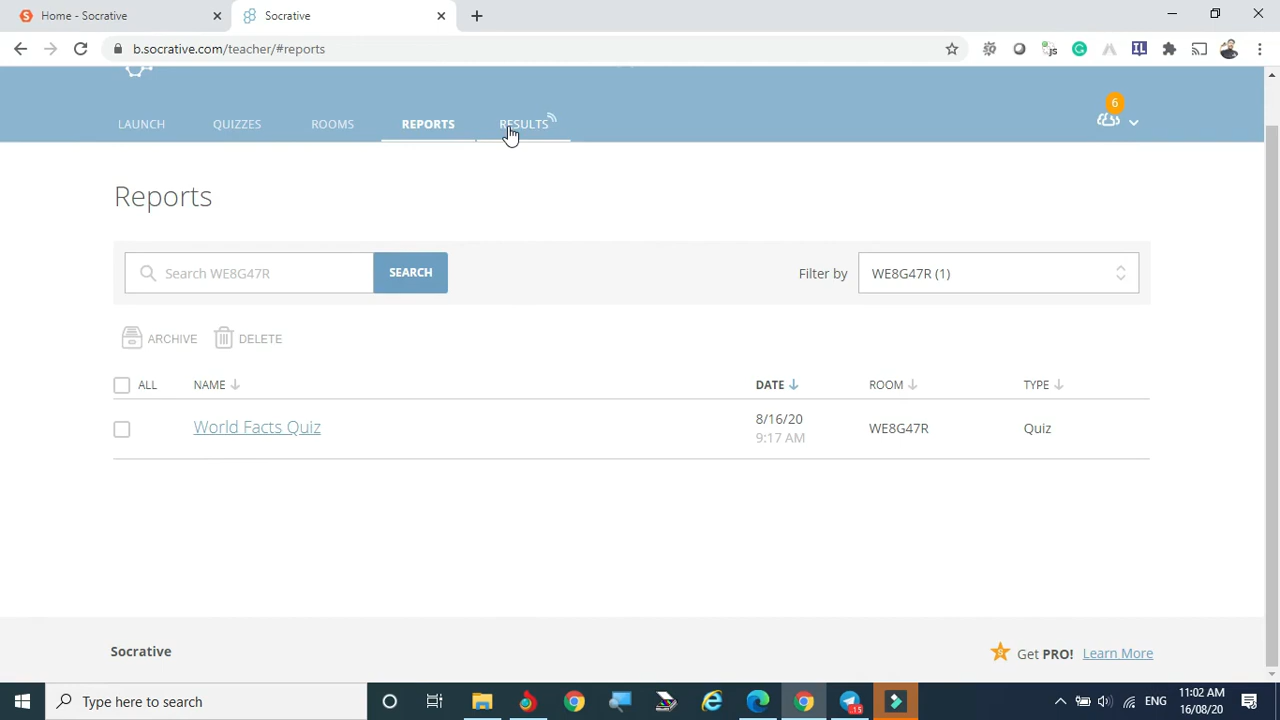 Home - Socrative
Socrative
b.socrative.com/teacher/#reports
JS
IL
LAUNCH
QUIZZES
ROOMS
REPORTS
RESULTS
6
Reports
Search WE8G47R
SEARCH
Filter by
WE8G47R (1)
ARCHIVE
DELETE
ALL
NAME
DATE
ROOM
TYPE
World Facts Quiz
8/16/20
WE8G47R
Quiz
9:17 AM
Socrative
Get PRO! Learn More
Type here to search
ENG
11:02 AM
16/08/20